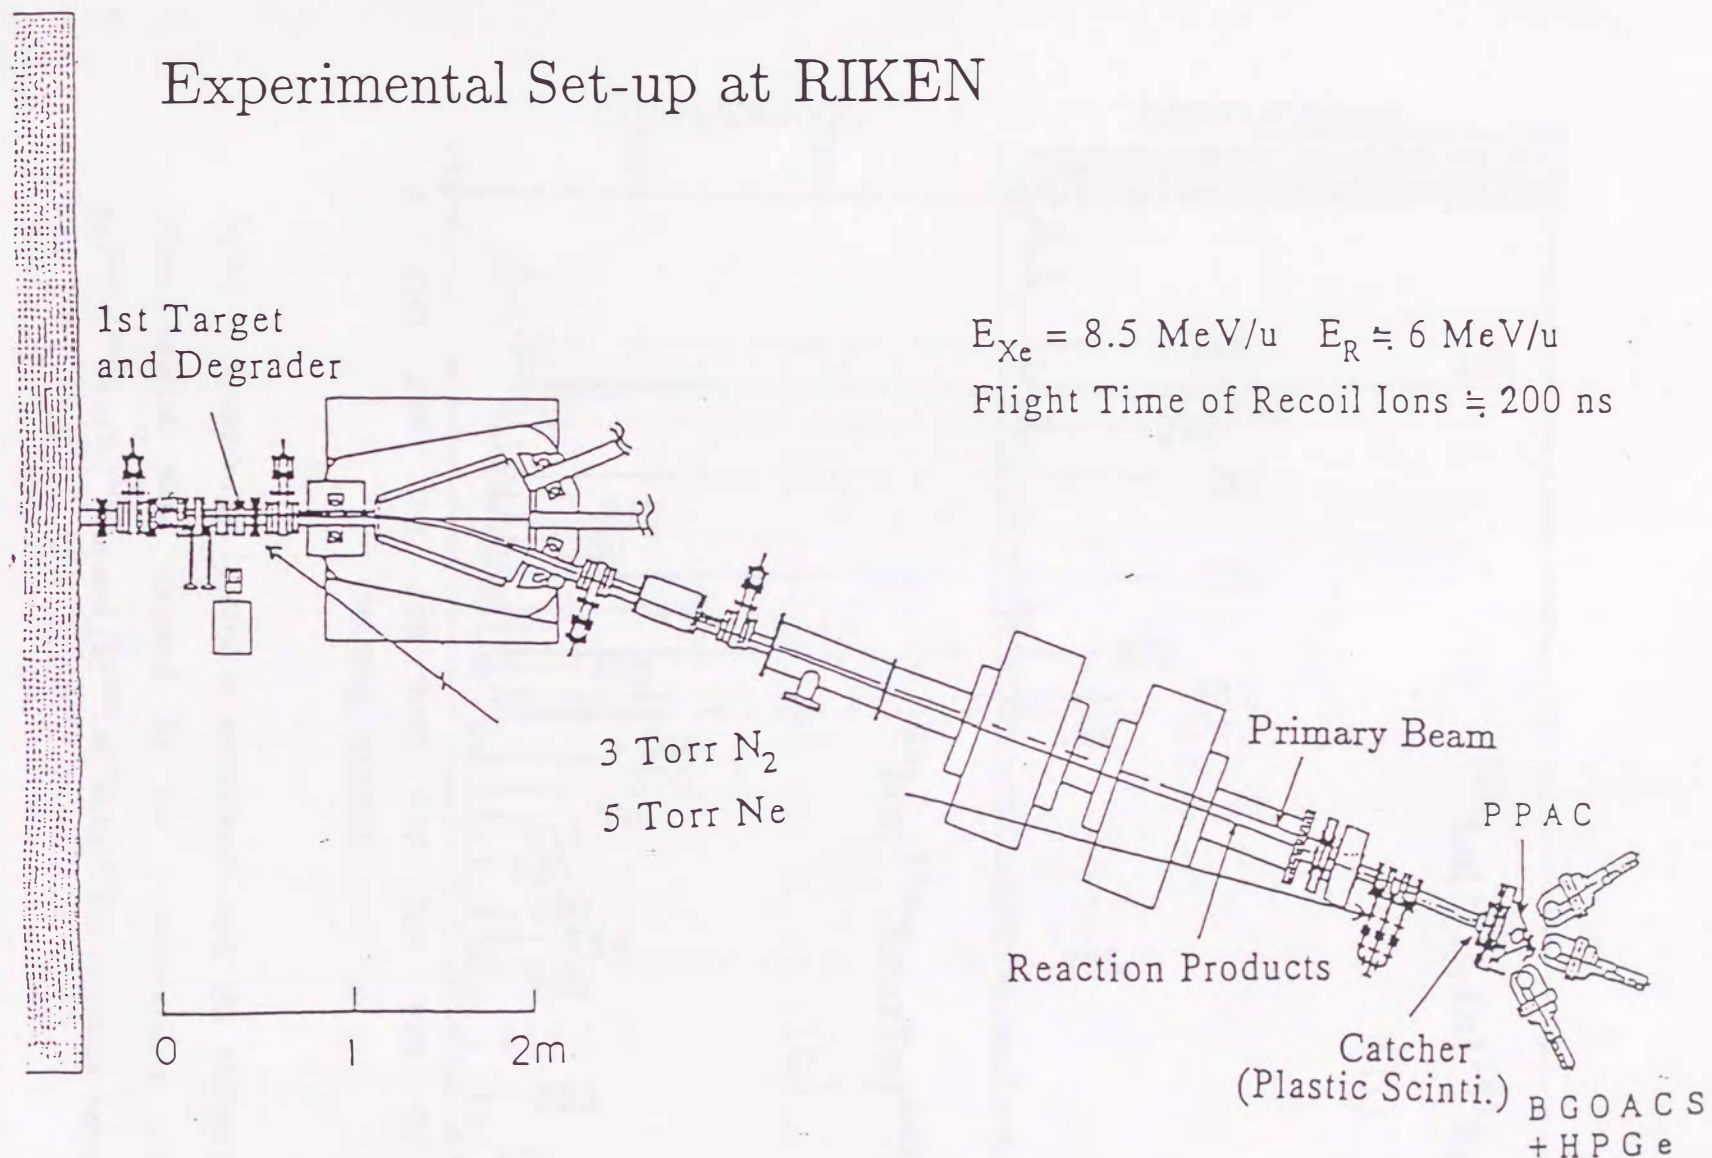 Experimental Set-up at RIKEN
1st Target
and Degrader
E_Xe = 8.5 MeV/u E_R ≒ 6 MeV/u
Flight Time of Recoil Ions ≒ 200 ns
3 Torr N₂
5 Torr Ne
Primary Beam
PPAC
Reaction Products
0 1 2m
Catcher
(Plastic Scinti.)
BGOACS
+HPGe